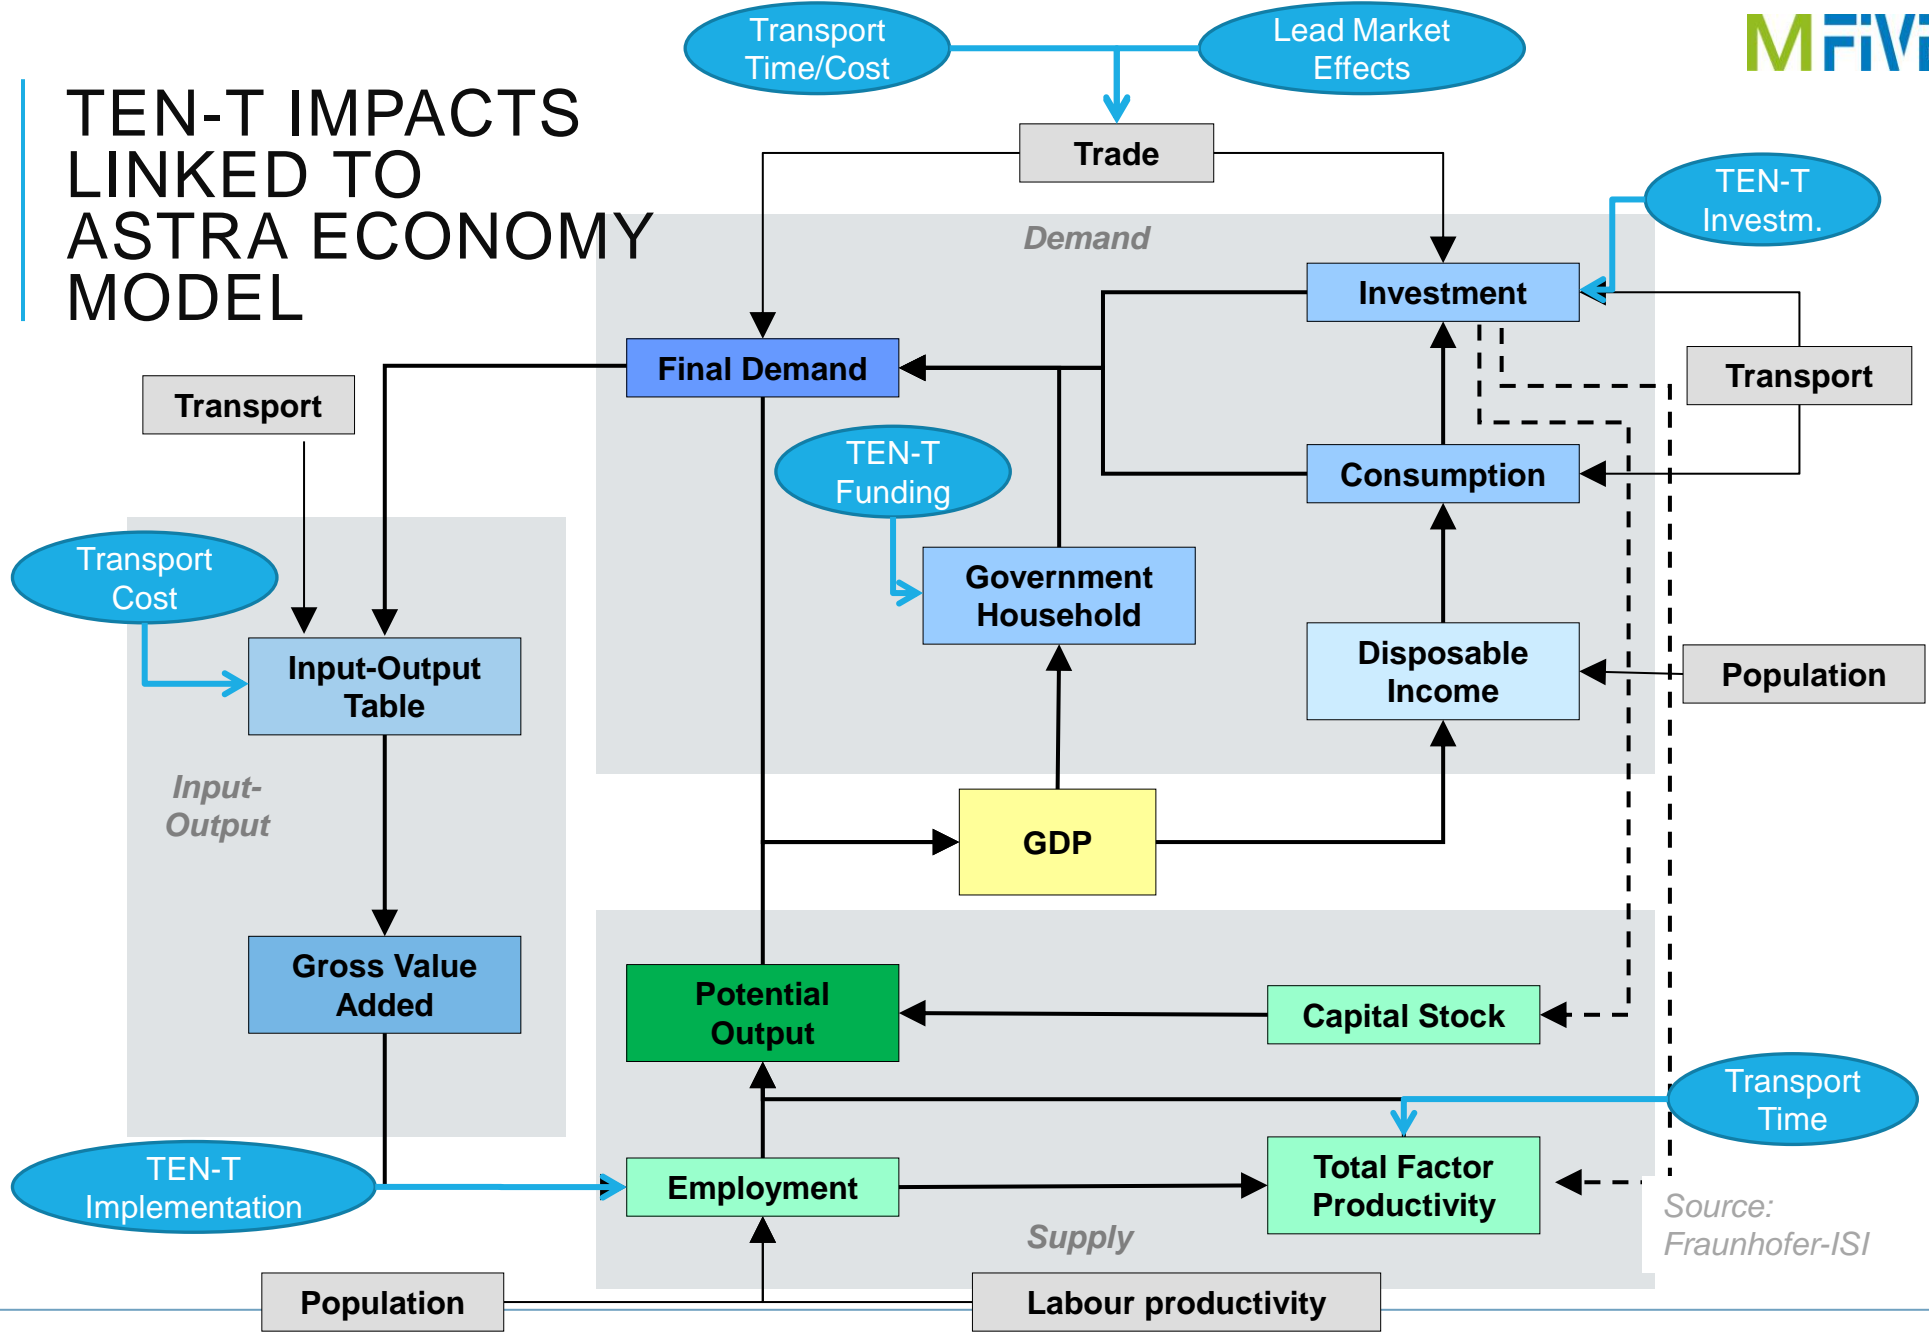 Transport
Time/Cost
Lead Market
Effects
TEN-T IMPACTS
LINKED TO
ASTRA ECONOMY
MODEL
Trade
TEN-T
Investm.
Demand
Investment
Final Demand
Transport
Transport
TEN-T
Funding
Consumption
Transport
Cost
Government
Household
Input-Output
Table
Disposable
Income
Population
Input-
Output
GDP
Gross Value
Added
Potential
Output
Capital Stock
Transport
Time
TEN-T
Implementation
Employment
Total Factor
Productivity
Supply
Source:
Fraunhofer-ISI
Population
Labour productivity